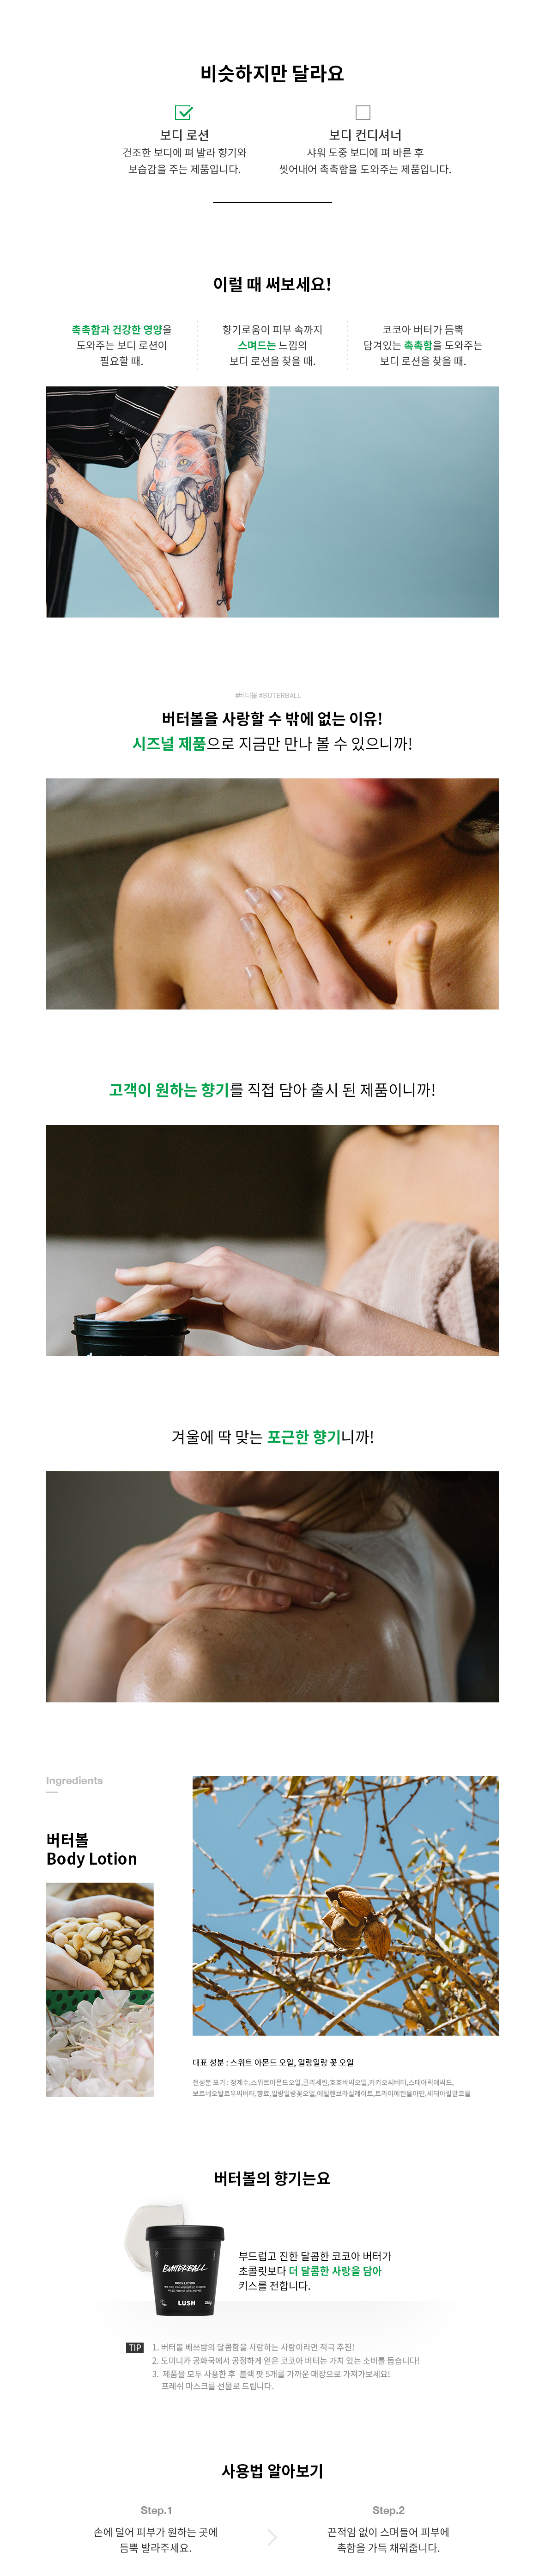 비슷하지만 달라요
보디 로션
건조한 보디에 펴 발라 향기와
보습감을 주는 제품입니다.
보디 컨디셔너
샤워 도중 보디에 펴 바른 후
씻어내어 촉촉함을 도와주는 제품입니다.
이럴 때 써보세요!
촉촉함과 건강한 영양을
도와주는 보디 로션이
필요할 때.
향기로움이 피부 속까지
스며드는 느낌의
보디 로션을 찾을 때.
코코아 버터가 듬뿍
담겨있는 촉촉함을 도와주는
보디 로션을 찾을 때.
#버터볼 #BUTERBALL
버터볼을 사랑할 수 밖에 없는 이유!
시즈널 제품으로 지금만 만나 볼 수 있으니까!
고객이 원하는 향기를 직접 담아 출시 된 제품이니까!
겨울에 딱 맞는 포근한 향기니까!
Ingredients
버터볼
Body Lotion
대표 성분 : 스위트 아몬드 오일, 일랑일랑 꽃 오일
전성분 표기 : 정제수,스위트아몬드오일,글리세린,호호바씨오일,카카오씨버터,스테아릭애씨드,
보르네오탈로우씨버터,향료,일랑일랑꽃오일,에틸렌브라실레이트,트라이에탄올아민,세테아릴알코올
버터볼의 향기는요
BUTTERBALL
BODY LOTION
LUSH
225g
부드럽고 진한 달콤한 코코아 버터가
초콜릿보다 더 달콤한 사랑을 담아
키스를 전합니다.
TIP
1. 버터볼 배쓰밤의 달콤함을 사랑하는 사람이라면 적극 추천!
2. 도미니카 공화국에서 공정하게 얻은 코코아 버터는 가치 있는 소비를 돕습니다!
3. 제품을 모두 사용한 후 블랙 팟 5개를 가까운 매장으로 가져가보세요!
프레쉬 마스크를 선물로 드립니다.
사용법 알아보기
Step.1
손에 덜어 피부가 원하는 곳에
듬뿍 발라주세요.
Step.2
끈적임 없이 스며들어 피부에
촉함을 가득 채워줍니다.